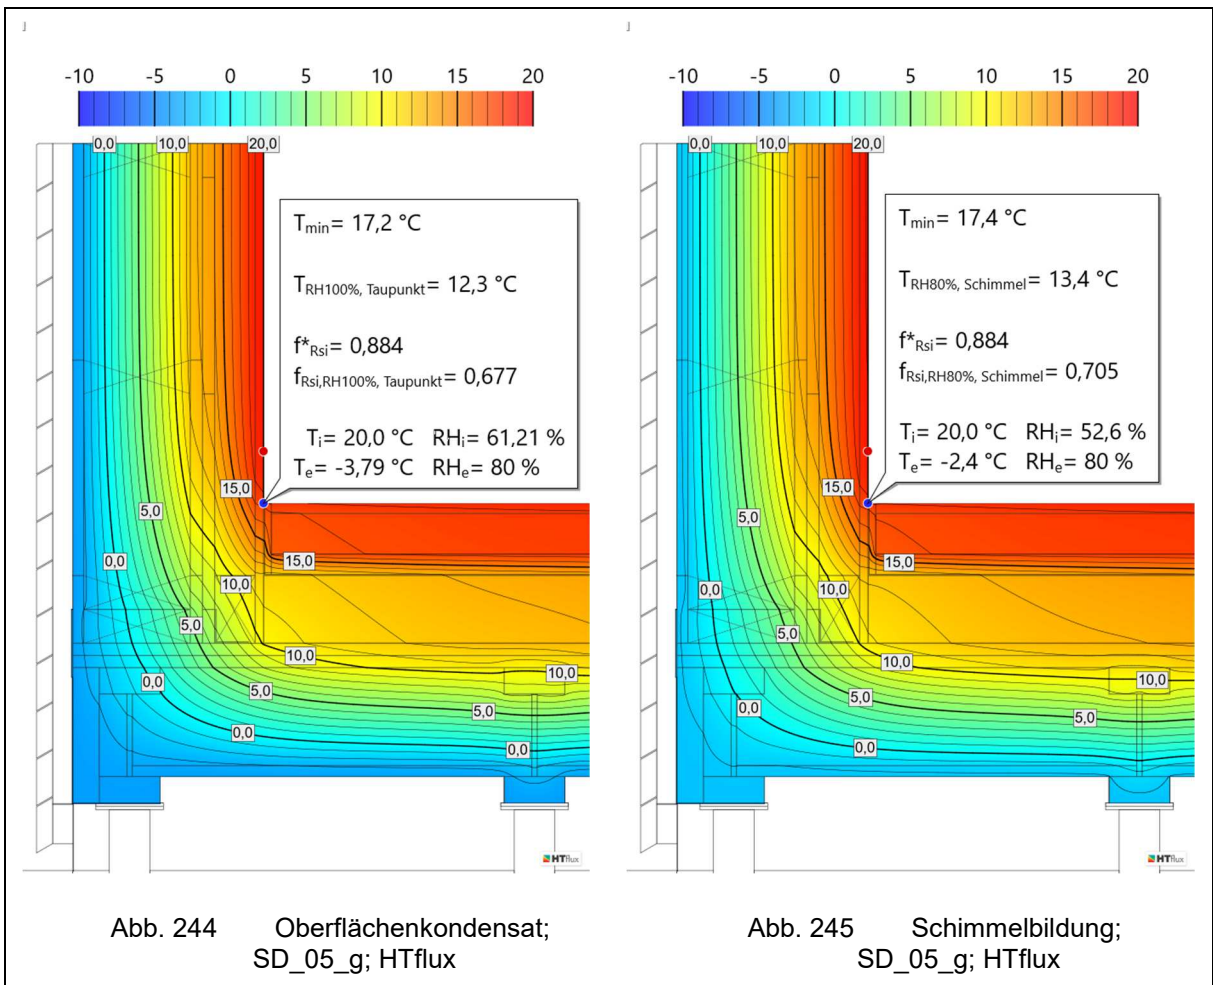 -10 -5 0 5 10 15 20
0,0 10,0 20,0
Tmin= 17,2 °C
TRH100%, Taupunkt= 12,3 °C
f*Rsi= 0,884
fRsi,RH100%, Taupunkt= 0,677
Ti= 20,0 °C RHi= 61,21 %
Te= -3,79 °C RHe= 80 %
15,0
5,0
0,0
15,0
10,0
5,0
10,0
10,0
0,0
5,0
5,0
0,0
0,0
HTflux
Abb. 244 Oberflächenkondensat;
SD_05_g; HTflux
-10 -5 0 5 10 15 20
0,0 10,0 20,0
Tmin= 17,4 °C
TRH80%, Schimmel= 13,4 °C
f*Rsi= 0,884
fRsi,RH80%, Schimmel= 0,705
Ti= 20,0 °C RHi= 52,6 %
Te= -2,4 °C RHe= 80 %
15,0
5,0
15,0
0,0
10,0
5,0
10,0
10,0
5,0
0,0
5,0
0,0
HTflux
Abb. 245 Schimmelbildung;
SD_05_g; HTflux